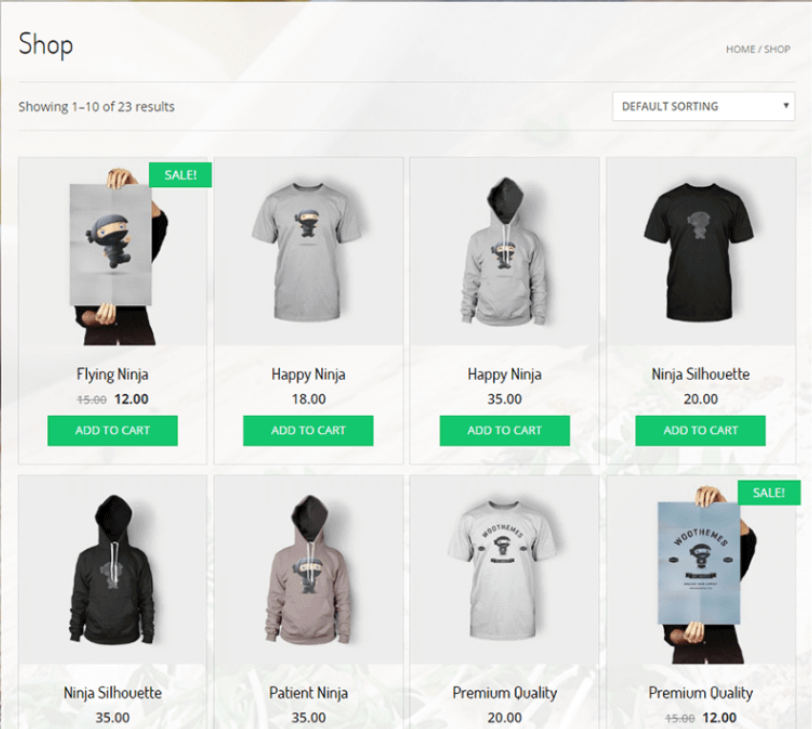 Shop
HOME / SHOP
Showing 1–10 of 23 results
DEFAULT SORTING
SALE!
Flying Ninja
15.00 12.00
ADD TO CART
Happy Ninja
18.00
ADD TO CART
Happy Ninja
35.00
ADD TO CART
Ninja Silhouette
20.00
ADD TO CART
Ninja Silhouette
35.00
Patient Ninja
35.00
WOOTHEMES
Premium Quality
20.00
SALE!
WOOTHEMES
Premium Quality
15.00 12.00